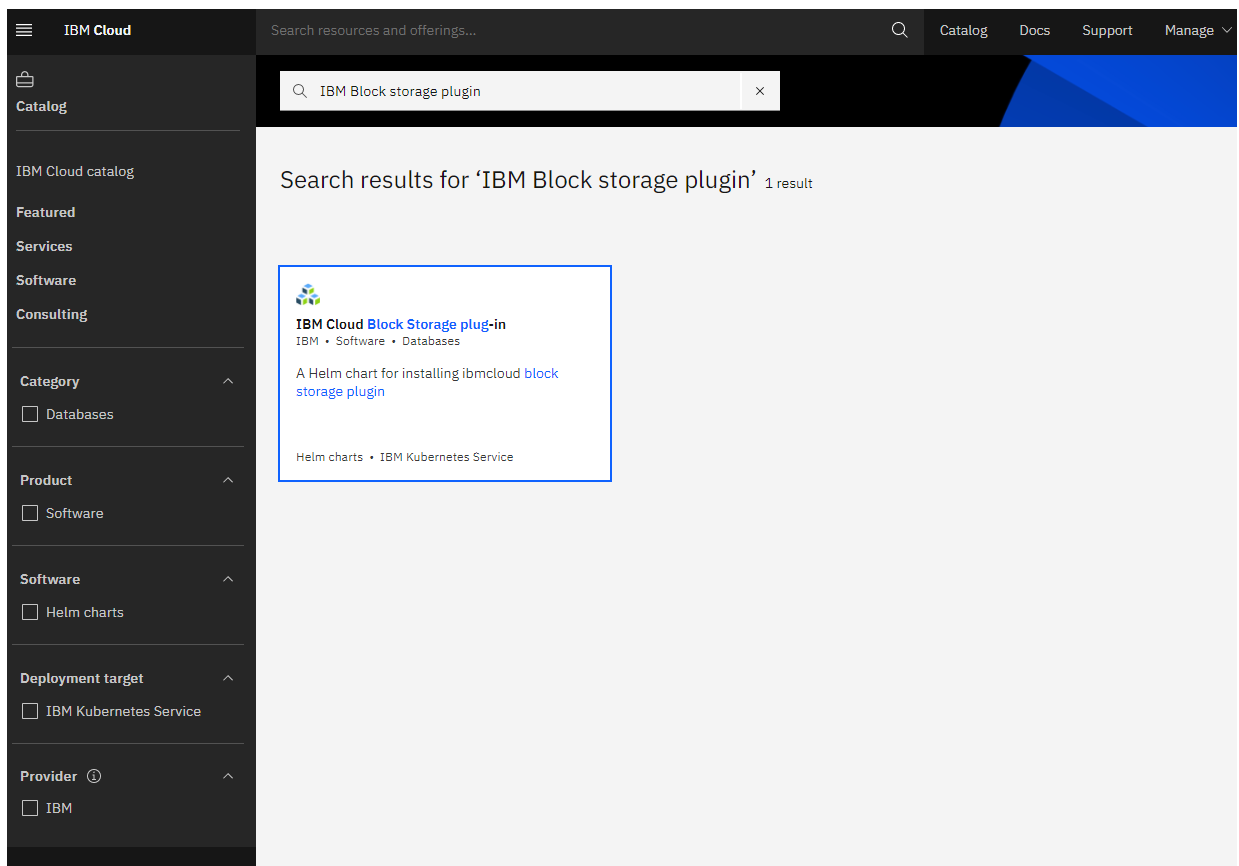 IBM Cloud
Search resources and offerings...
Catalog
Docs
Support
Manage
Catalog
IBM Cloud catalog
Featured
Services
Software
Consulting
Category
Databases
Product
Software
Software
Helm charts
Deployment target
IBM Kubernetes Service
Provider
IBM
IBM Block storage plugin
Search results for ‘IBM Block storage plugin’ 1 result
IBM Cloud Block Storage plug-in
IBM • Software • Databases
A Helm chart for installing ibmcloud block
storage plugin
Helm charts • IBM Kubernetes Service